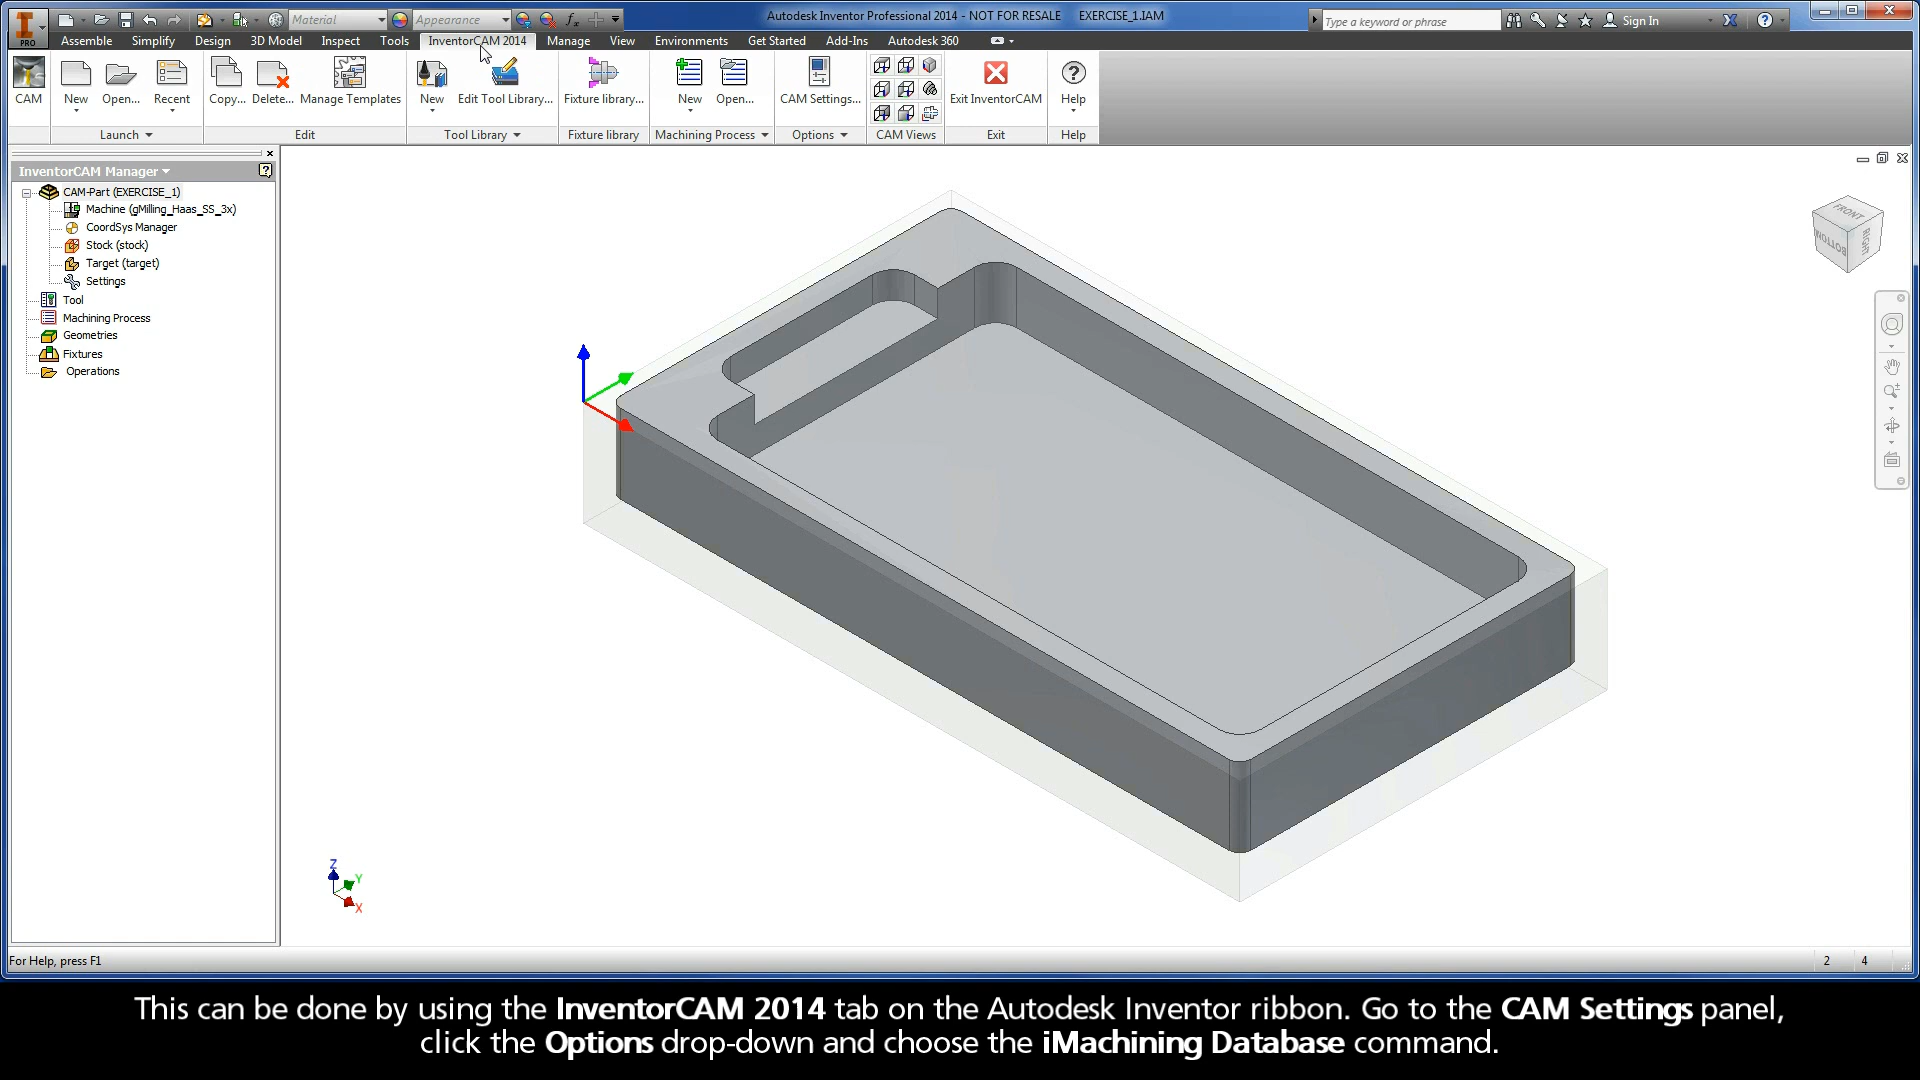 Material
Appearance
Autodesk Inventor Professional 2014 - NOT FOR RESALE EXERCISE_1.IAM
Type a keyword or phrase
Sign In
PRO
Assemble Simplify Design 3D Model Inspect Tools InventorCAM 2014 Manage View Environments Get Started Add-Ins Autodesk 360
CAM New Open... Recent Copy... Delete... Manage Templates New Edit Tool Library... Fixture library... New Open... CAM Settings... Exit InventorCAM Help
Launch Edit Tool Library Fixture library Machining Process Options CAM Views Exit Help
InventorCAM Manager
CAM-Part (EXERCISE_1)
Machine (gMilling_Haas_SS_3x)
CoordSys Manager
Stock (stock)
Target (target)
Settings
Tool
Machining Process
Geometries
Fixtures
Operations
FRONT
BOTTOM
RIGHT
Z
Y
X
For Help, press F1
2 4
This can be done by using the InventorCAM 2014 tab on the Autodesk Inventor ribbon. Go to the CAM Settings panel,
click the Options drop-down and choose the iMachining Database command.